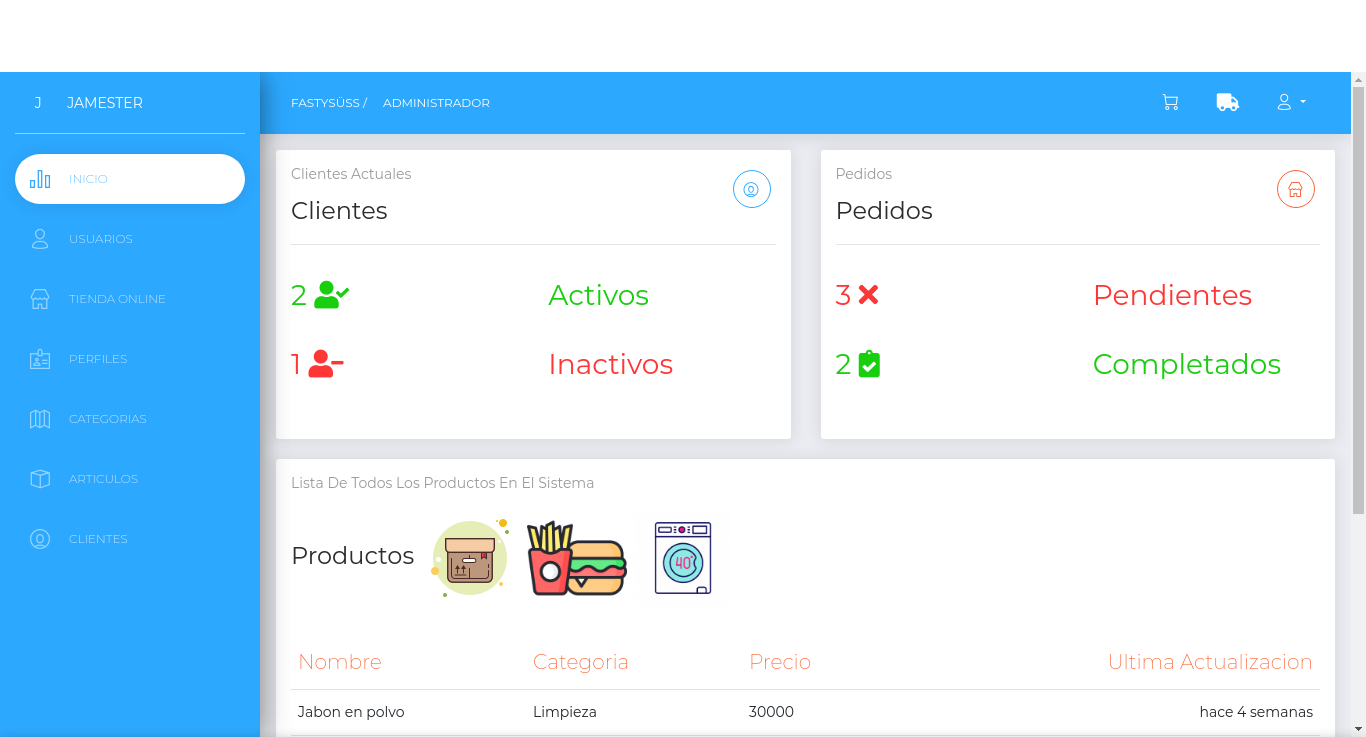 J JAMESTER
FASTYSÜSS / ADMINISTRADOR
INICIO
USUARIOS
TIENDA ONLINE
PERFILES
CATEGORIAS
ARTICULOS
CLIENTES
Clientes Actuales
Clientes
2 Activos
1 Inactivos
Pedidos
Pedidos
3 Pendientes
2 Completados
Lista De Todos Los Productos En El Sistema
Productos
40°
Nombre Categoria Precio Ultima Actualizacion
Jabon en polvo Limpieza 30000 hace 4 semanas